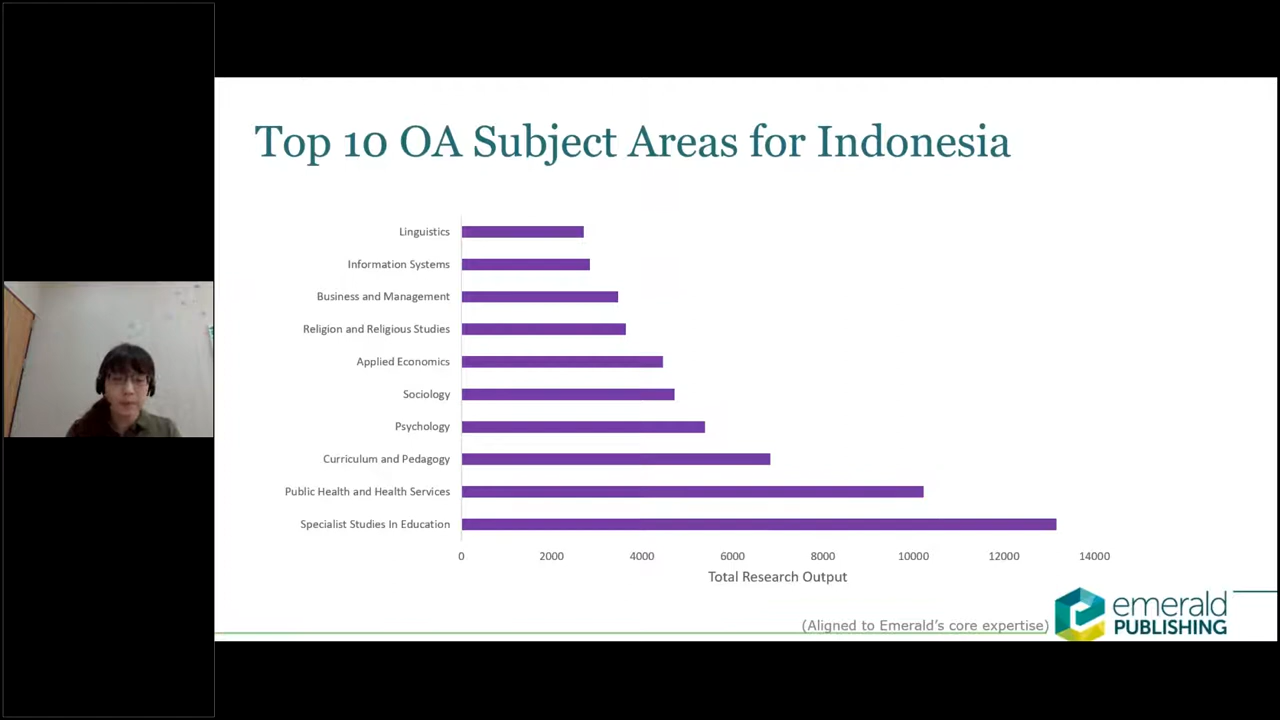 Top 10 OA Subject Areas for Indonesia
Linguistics
Information Systems
Business and Management
Religion and Religious Studies
Applied Economics
Sociology
Psychology
Curriculum and Pedagogy
Public Health and Health Services
Specialist Studies In Education
0 2000 4000 6000 8000 10000 12000 14000
Total Research Output
(Aligned to Emerald's core expertise)
emerald
PUBLISHING